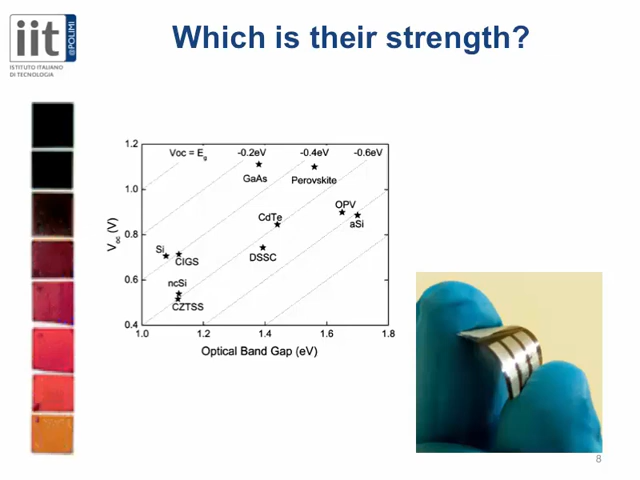 iit
@POLIMI
ISTITUTO ITALIANO
DI TECNOLOGIA
Which is their strength?
1.2
1.0
0.8
0.6
0.4
Voc (V)
Voc = Eg
-0.2eV
-0.4eV
-0.6eV
GaAs
Perovskite
OPV
aSi
CdTe
DSSC
Si
CIGS
ncSi
CZTSS
1.0
1.2
1.4
1.6
1.8
Optical Band Gap (eV)
8